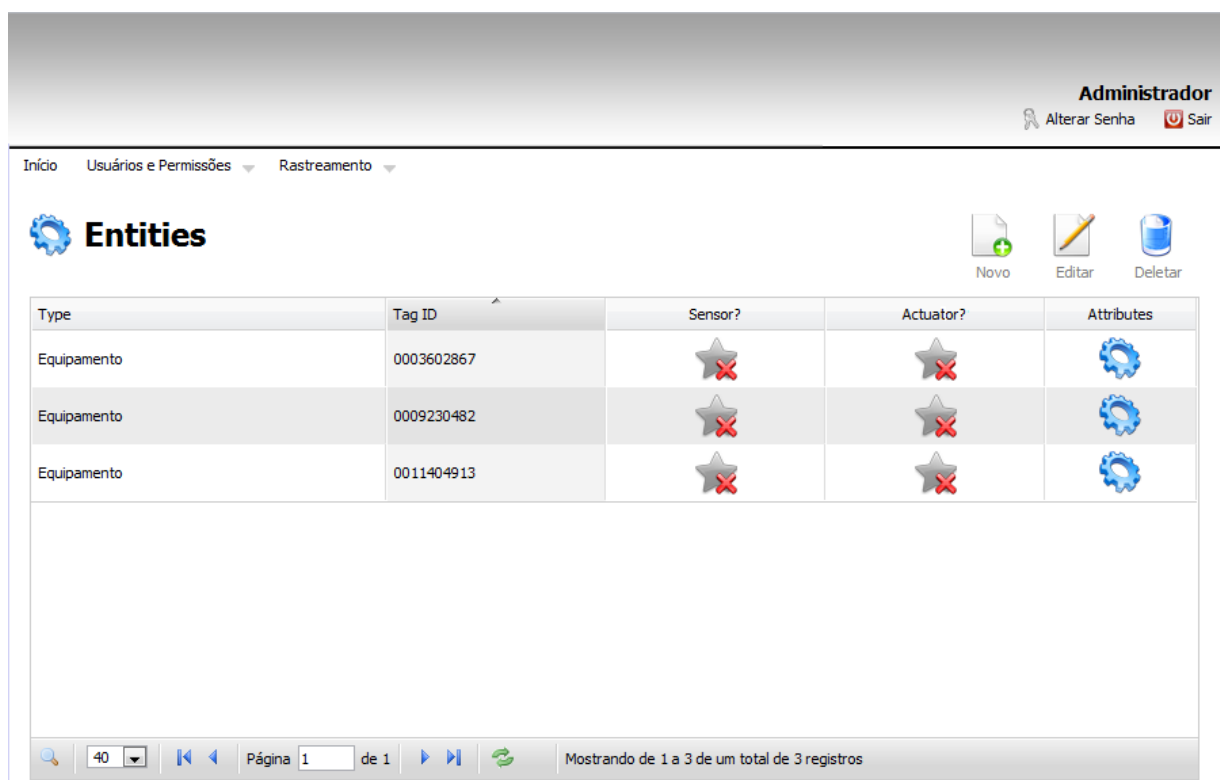 Administrador
Alterar Senha Sair
Início Usuários e Permissões Rastreamento
Entities
Novo Editar Deletar
Type Tag ID Sensor? Actuator? Attributes
Equipamento 0003602867
Equipamento 0009230482
Equipamento 0011404913
40 Página 1 de 1 Mostrando de 1 a 3 de um total de 3 registros